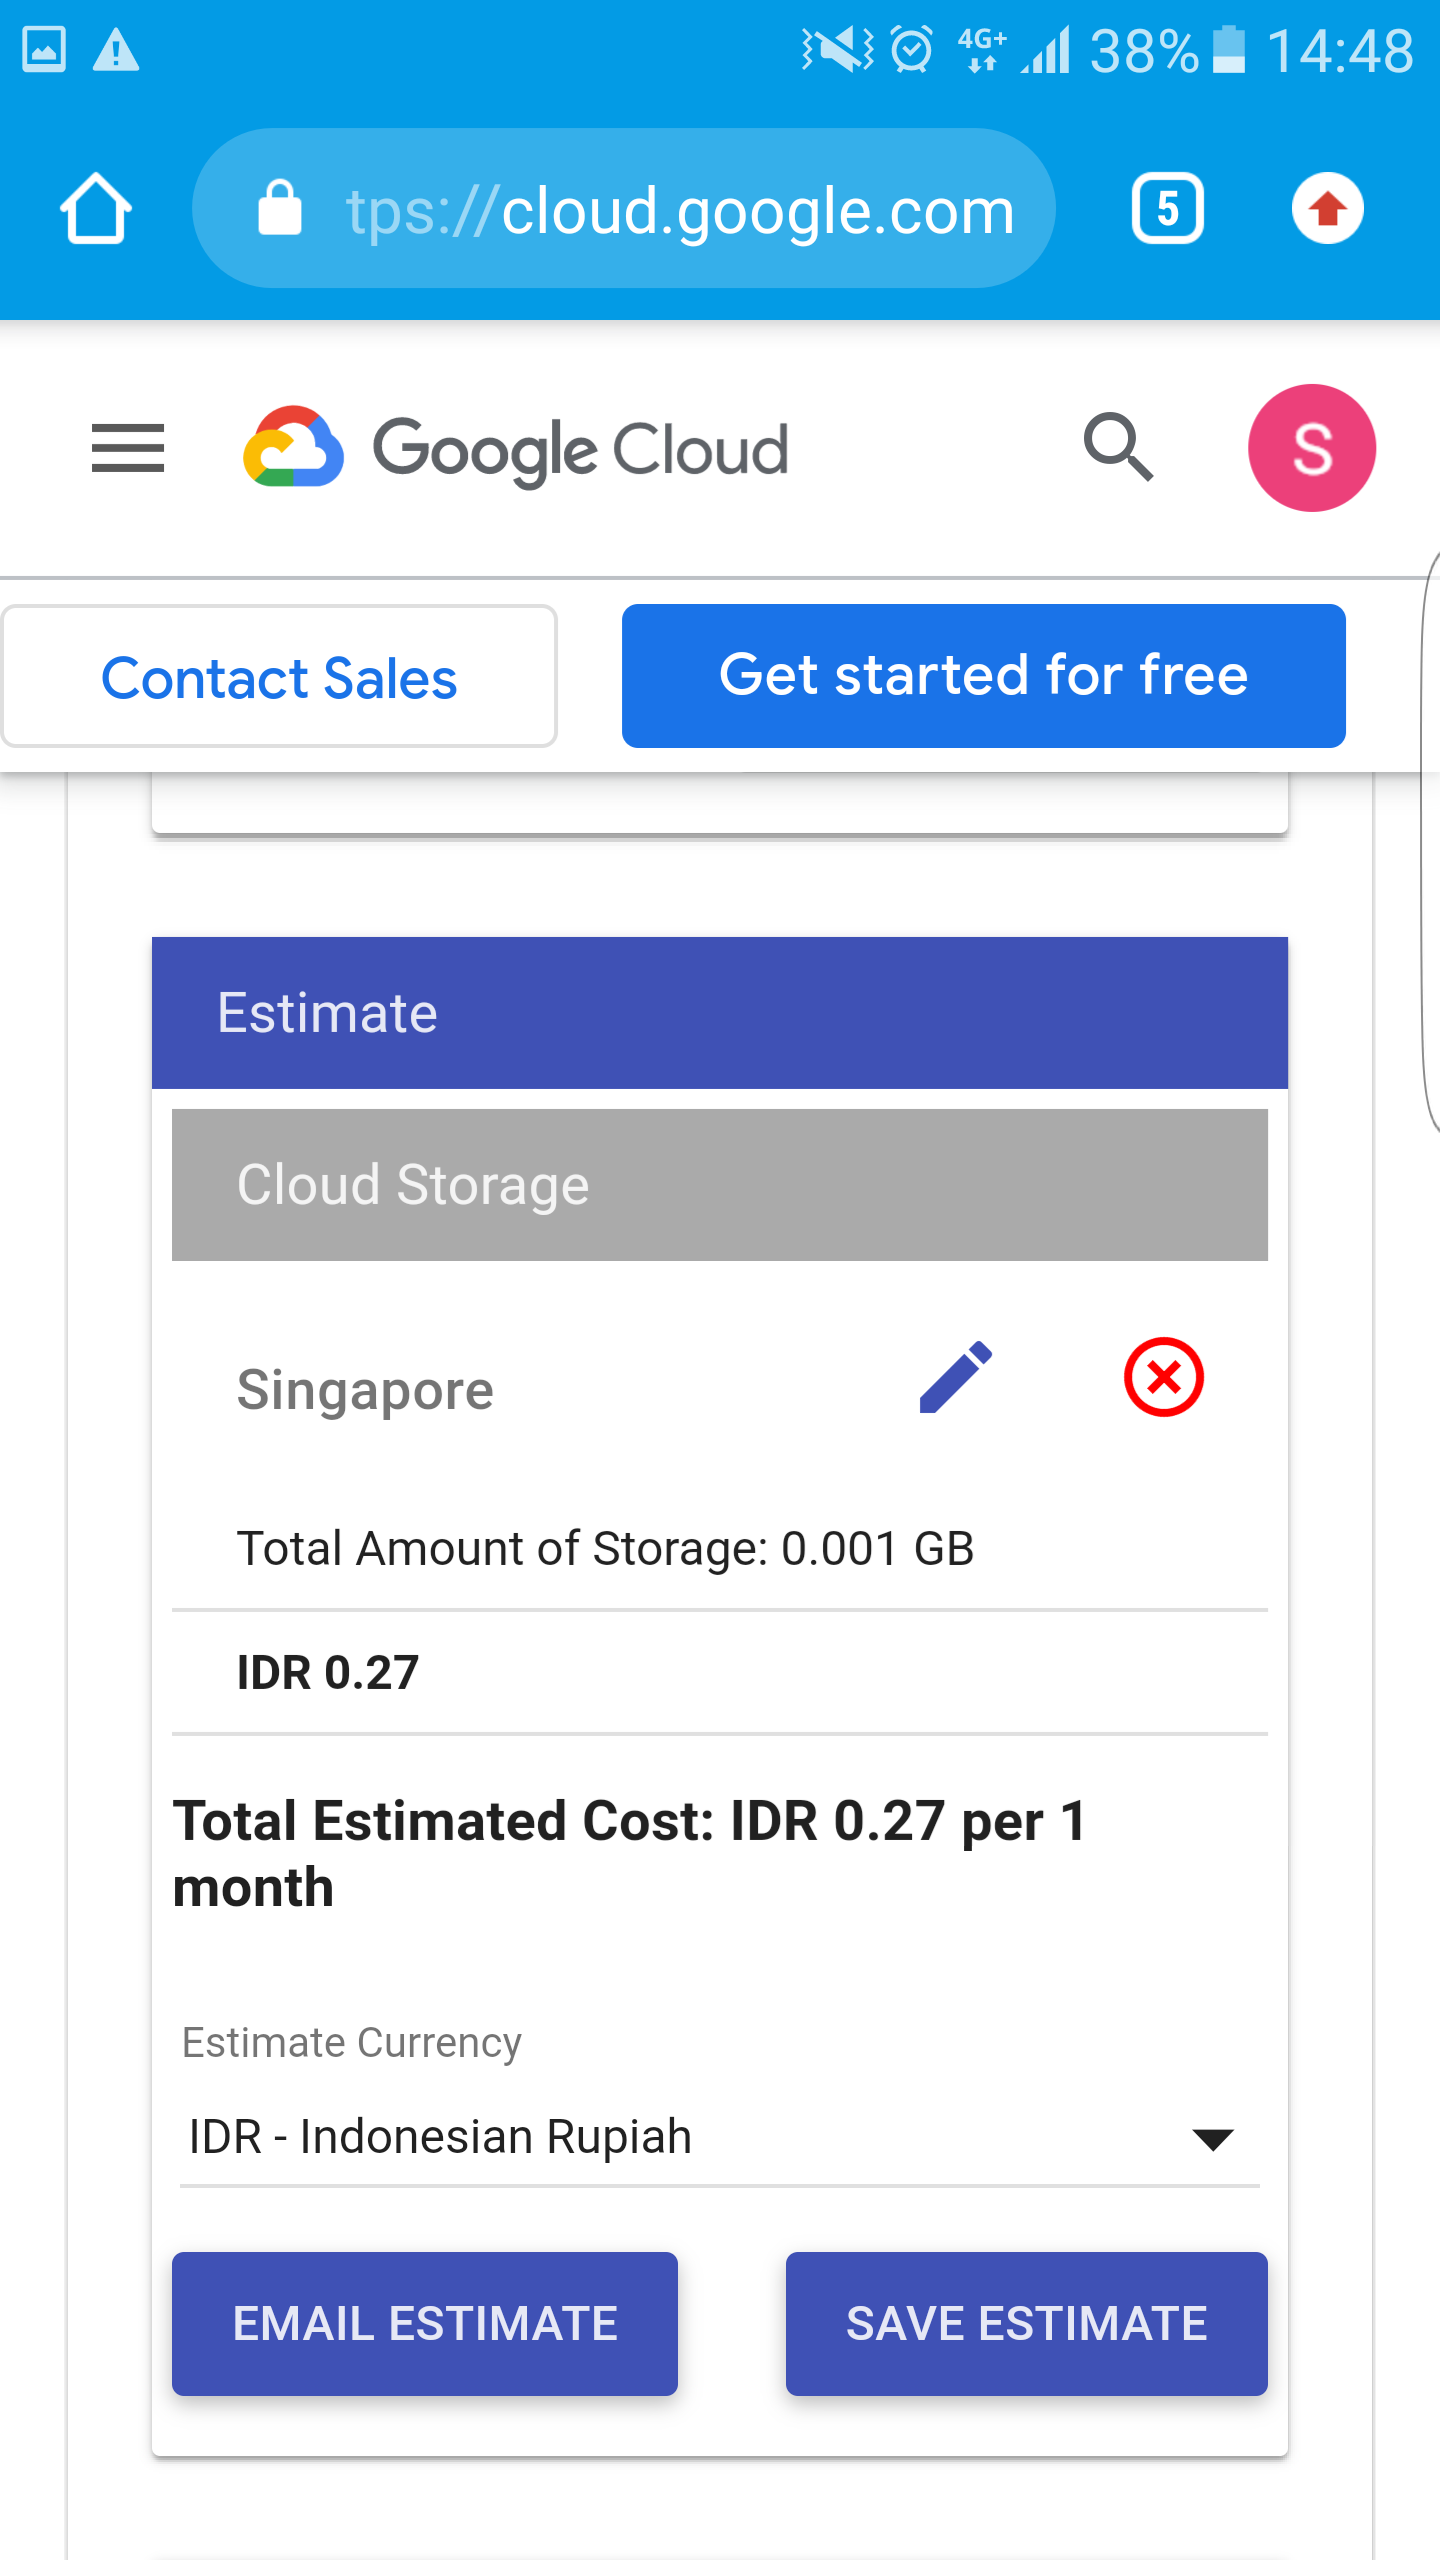 4G+ 38% 14:48
tps://cloud.google.com 5
Google Cloud S
Contact Sales Get started for free
Estimate
Cloud Storage
Singapore
Total Amount of Storage: 0.001 GB
IDR 0.27
Total Estimated Cost: IDR 0.27 per 1
month
Estimate Currency
IDR - Indonesian Rupiah
EMAIL ESTIMATE SAVE ESTIMATE